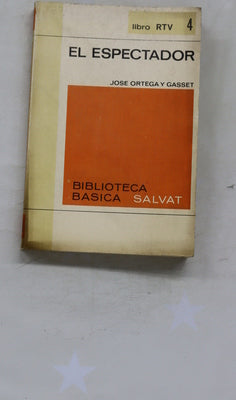 libro RTV 4
EL ESPECTADOR
JOSE ORTEGA Y GASSET
BIBLIOTECA
BASICA SALVAT